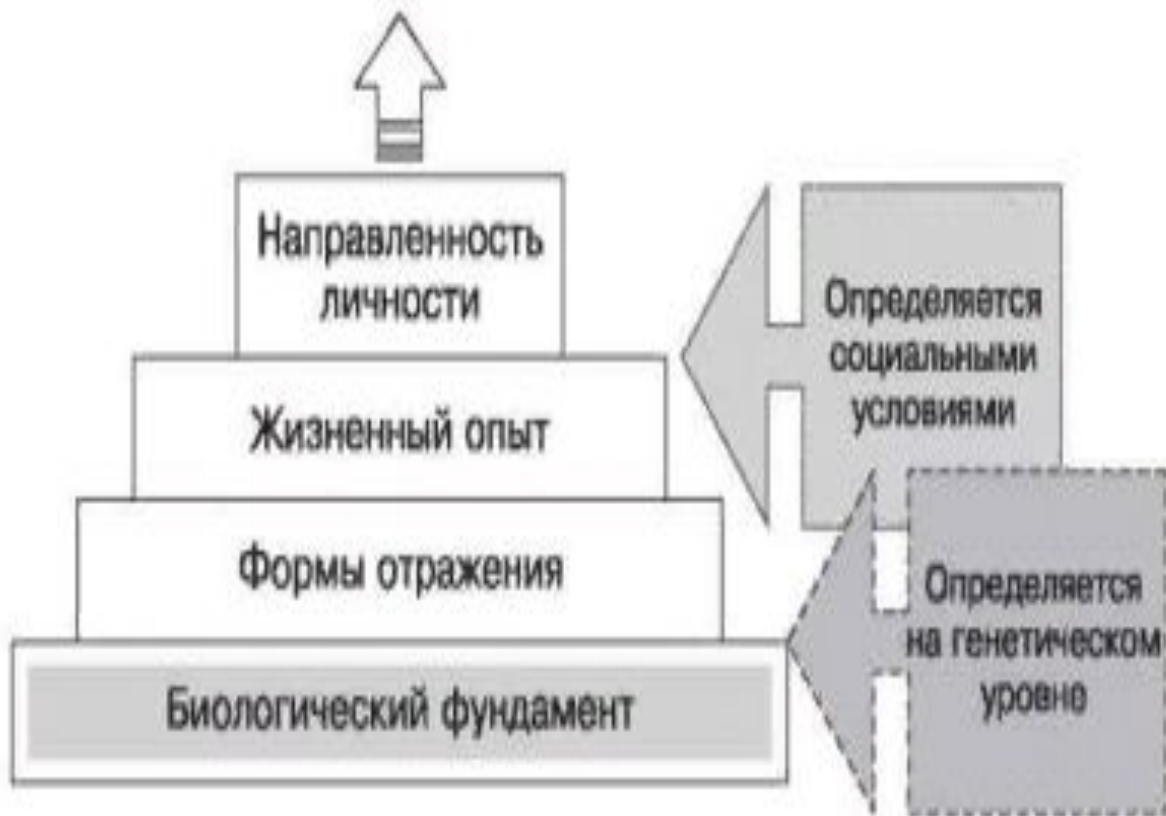 Направленность
личности
Жизненный опыт
Формы отражения
Биологический фундамент
Определяется
социальными
условиями
Определяется
на генетическом
уровне